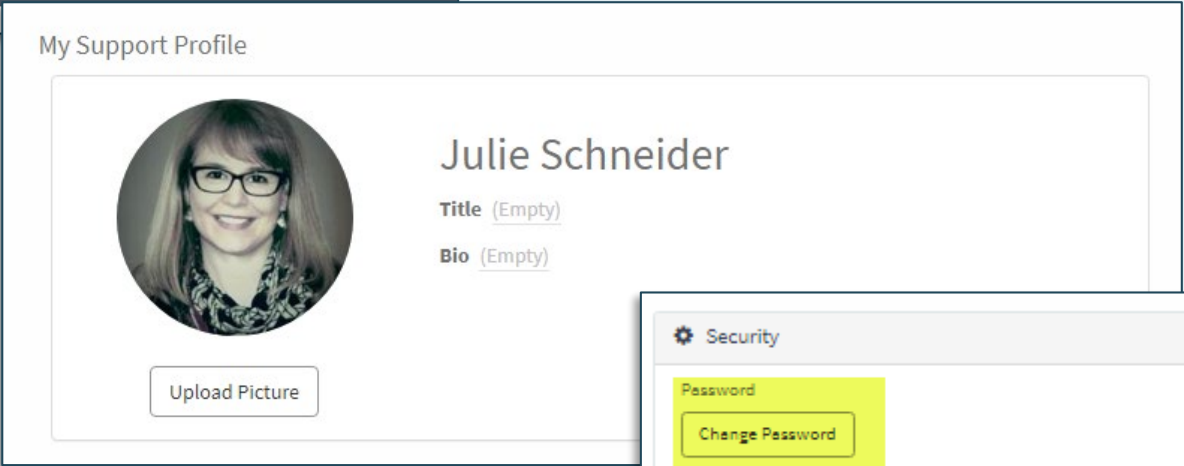 My Support Profile
Julie Schneider
Title (Empty)
Bio (Empty)
Upload Picture
Security
Password
Change Password